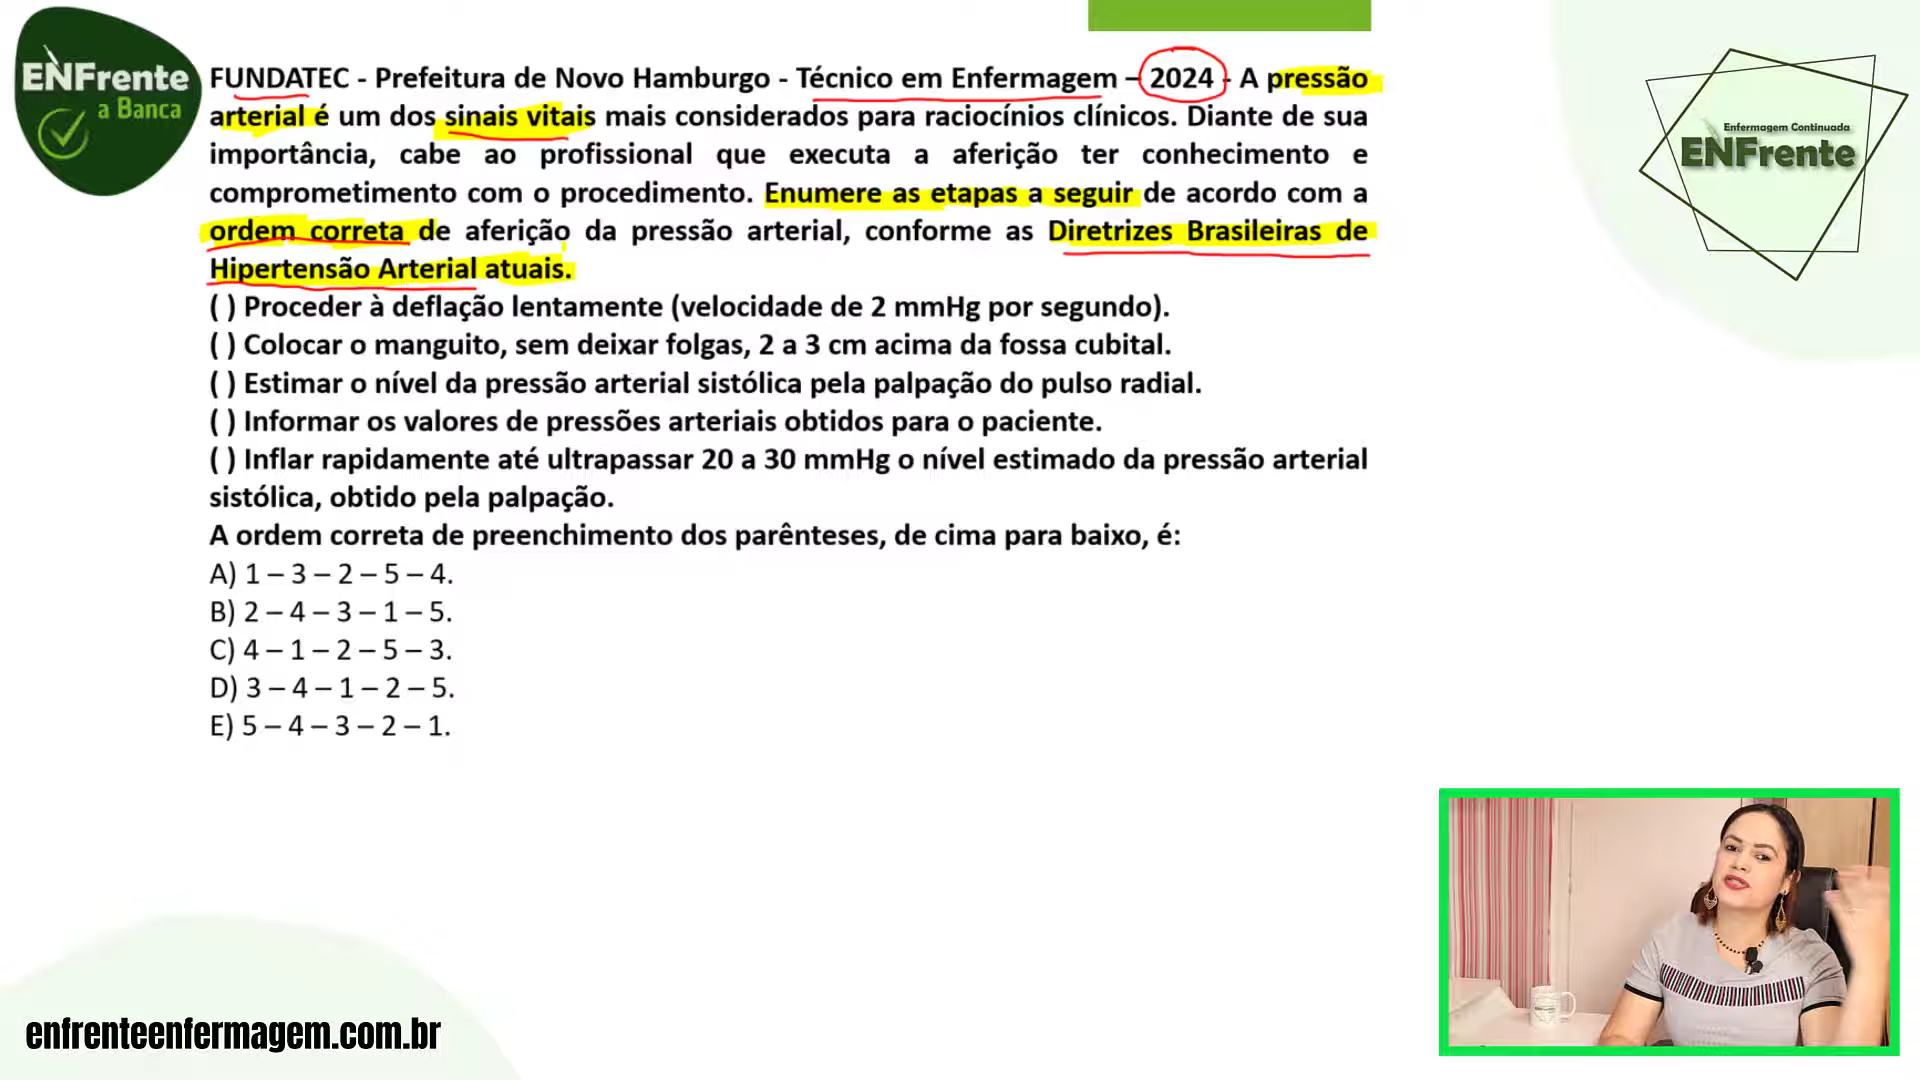 ENFrente
a Banca
FUNDATEC - Prefeitura de Novo Hamburgo - Técnico em Enfermagem – 2024 - A pressão
arterial é um dos sinais vitais mais considerados para raciocínios clínicos. Diante de sua
importância, cabe ao profissional que executa a aferição ter conhecimento e
comprometimento com o procedimento. Enumere as etapas a seguir de acordo com a
ordem correta de aferição da pressão arterial, conforme as Diretrizes Brasileiras de
Hipertensão Arterial atuais.
( ) Proceder à deflação lentamente (velocidade de 2 mmHg por segundo).
( ) Colocar o manguito, sem deixar folgas, 2 a 3 cm acima da fossa cubital.
( ) Estimar o nível da pressão arterial sistólica pela palpação do pulso radial.
( ) Informar os valores de pressões arteriais obtidos para o paciente.
( ) Inflar rapidamente até ultrapassar 20 a 30 mmHg o nível estimado da pressão arterial
sistólica, obtido pela palpação.
A ordem correta de preenchimento dos parênteses, de cima para baixo, é:
A) 1 – 3 – 2 – 5 – 4.
B) 2 – 4 – 3 – 1 – 5.
C) 4 – 1 – 2 – 5 – 3.
D) 3 – 4 – 1 – 2 – 5.
E) 5 – 4 – 3 – 2 – 1.
Enfermagem Continuada
ENFrente
enfrenteenfermagem.com.br